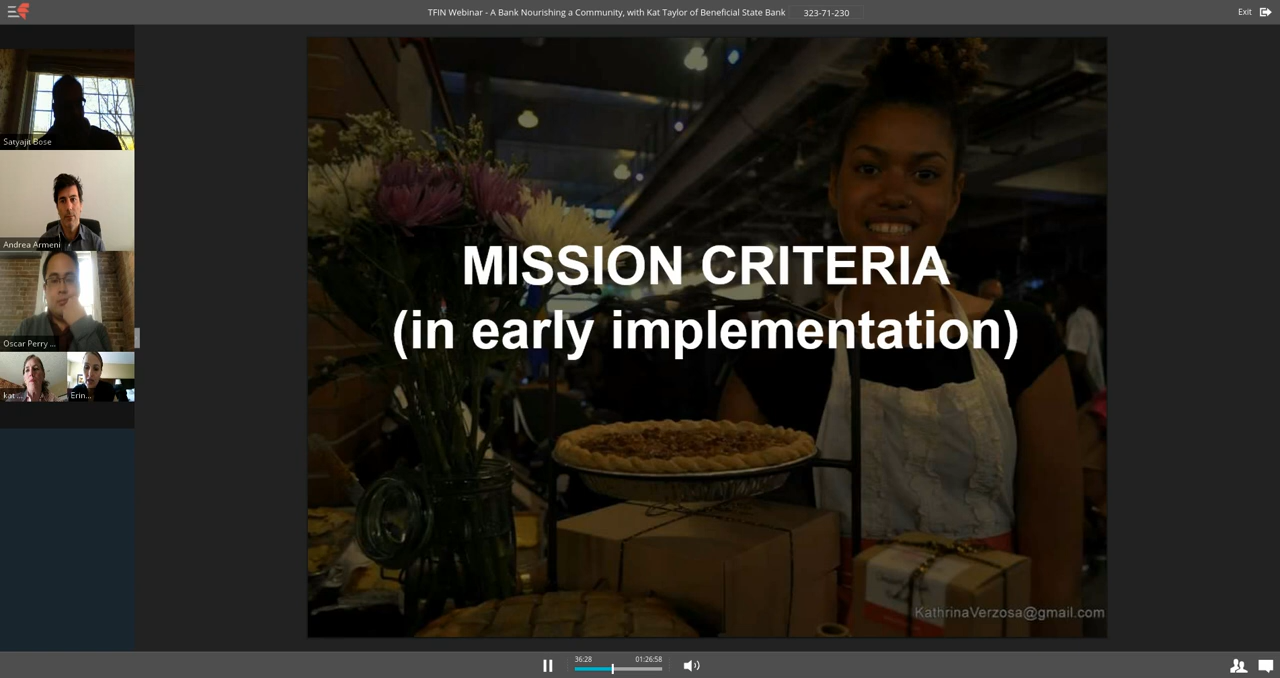 TFIN Webinar - A Bank Nourishing a Community, with Kat Taylor of Beneficial State Bank
323-71-230
Exit
Satyajit Bose
Andrea Armeni
Oscar Perry ...
kat ...
Erin...
MISSION CRITERIA
(in early implementation)
KathrinaVerzosa@gmail.com
36:28
01:26:58